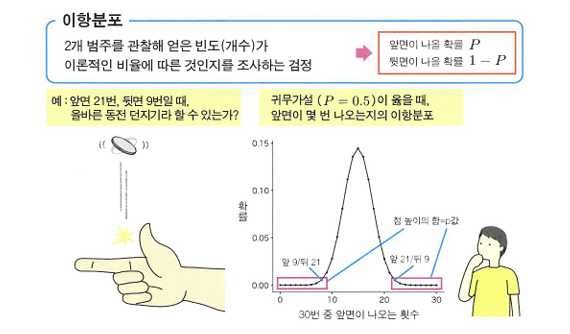 이항분포
2개 범주를 관찰해 얻은 빈도(개수)가
이론적인 비율에 따른 것인지를 조사하는 검정
앞면이 나올 확률 P
뒷면이 나올 확률 1 − P
예 : 앞면 21번, 뒷면 9번일 때,
올바른 동전 던지기라 할 수 있는가?
귀무가설 (P = 0.5)이 옳을 때,
앞면이 몇 번 나오는지의 이항분포
확률
0.15
0.10
0.05
0.00
점 높이의 합=p값
앞 9/뒤 21
앞 21/뒤 9
0 10 20 30
30번 중 앞면이 나오는 횟수